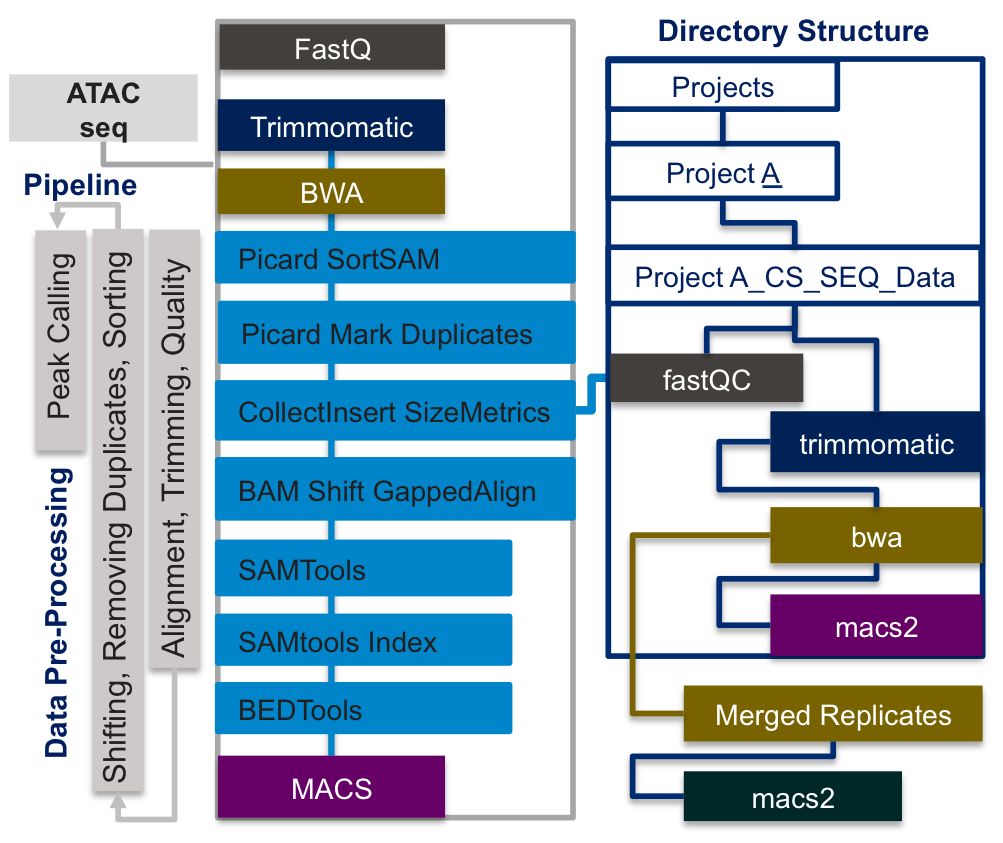 ATAC
seq
Pipeline
Peak Calling
Shifting, Removing Duplicates, Sorting
Alignment, Trimming, Quality
Data Pre-Processing
FastQ
Trimmomatic
BWA
Picard SortSAM
Picard Mark Duplicates
CollectInsert SizeMetrics
BAM Shift GappedAlign
SAMTools
SAMtools Index
BEDTools
MACS
Directory Structure
Projects
Project A
Project A_CS_SEQ_Data
fastQC
trimmomatic
bwa
macs2
Merged Replicates
macs2